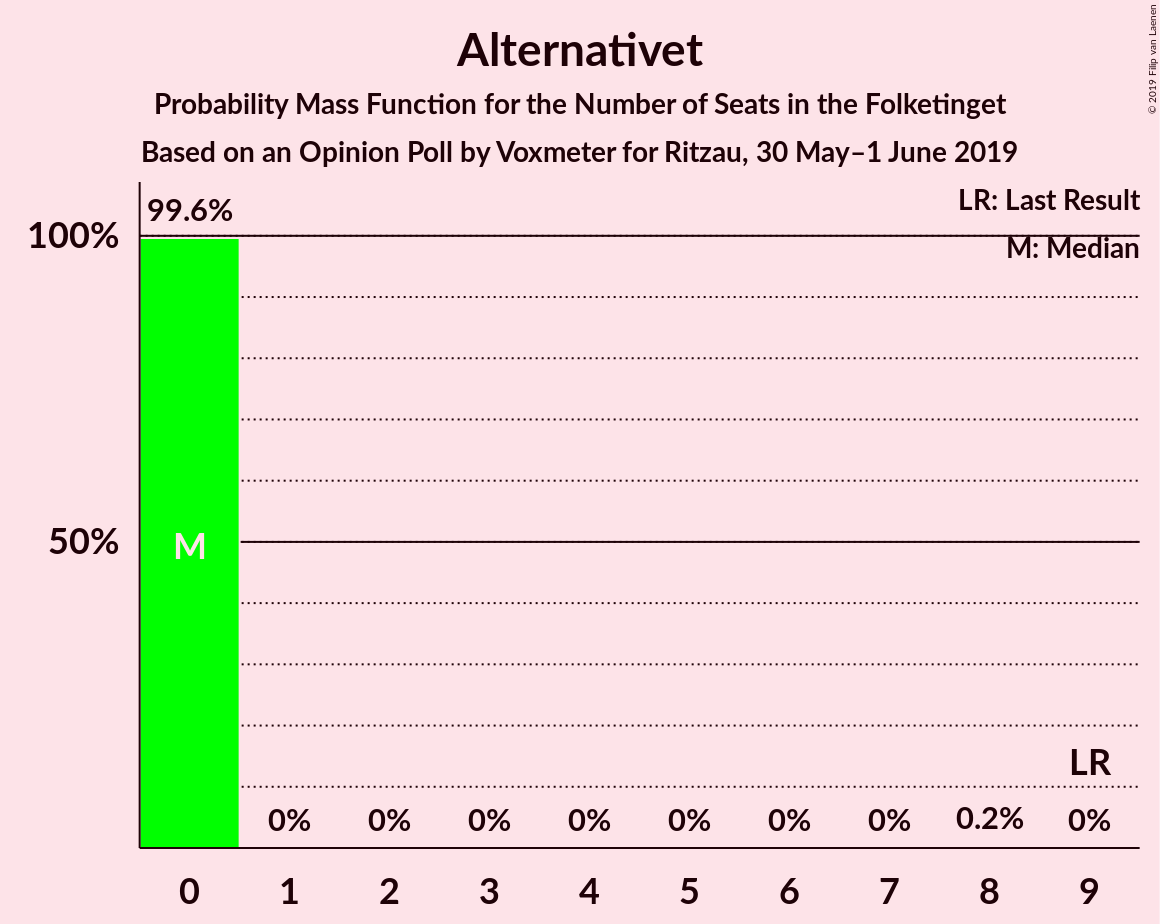 Alternativet
Probability Mass Function for the Number of Seats in the Folketinget
Based on an Opinion Poll by Voxmeter for Ritzau, 30 May–1 June 2019
© 2019 Filip van Laenen
LR: Last Result
M: Median
99.6%
100%
50%
M
LR
0% 0% 0% 0% 0% 0% 0% 0.2% 0%
0 1 2 3 4 5 6 7 8 9